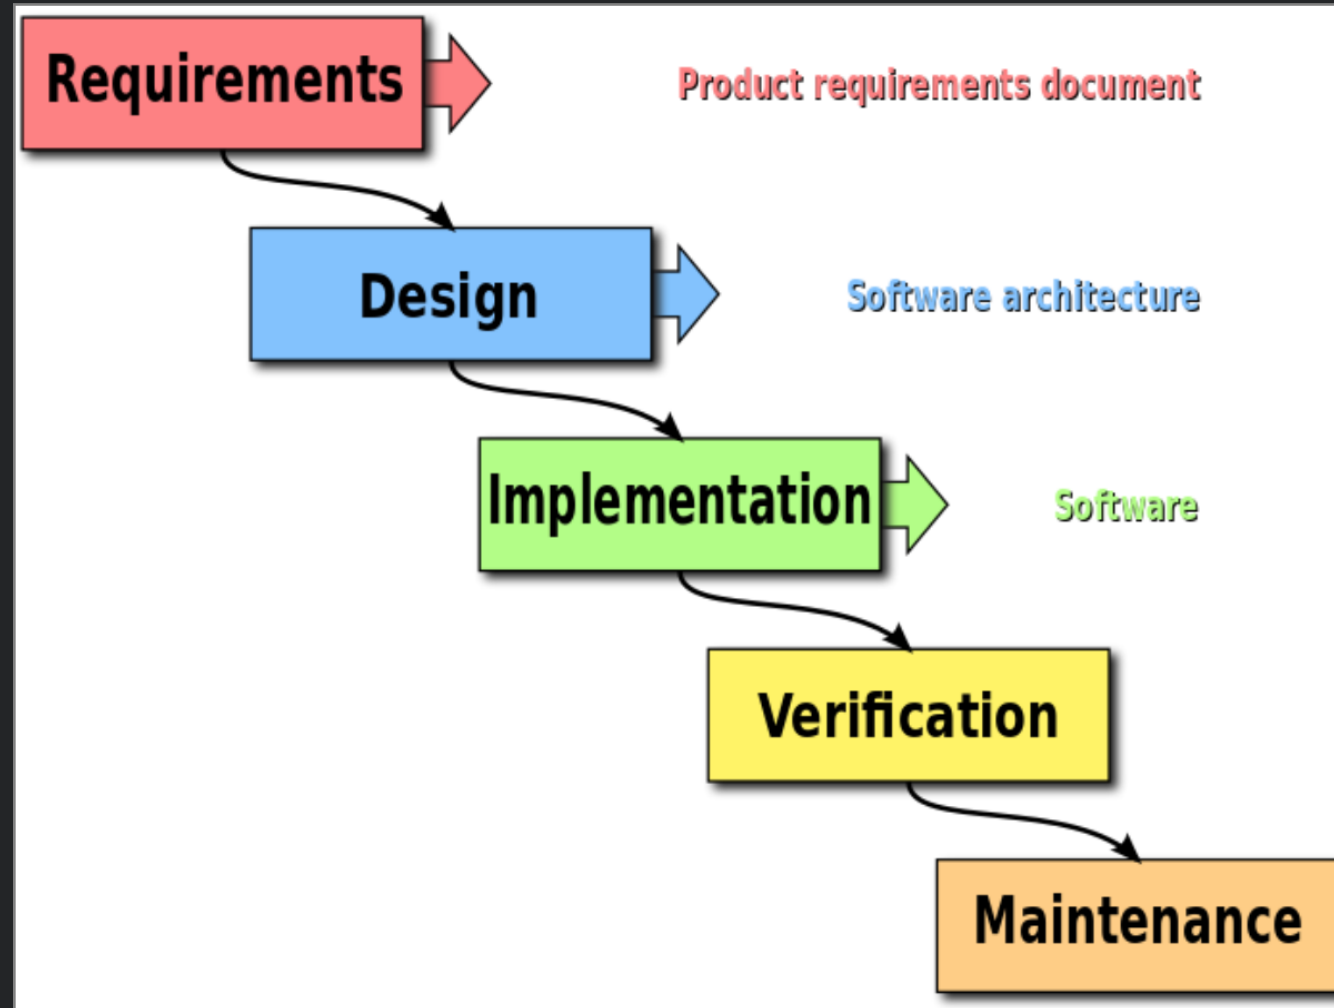 Requirements
Product requirements document
Design
Software architecture
Implementation
Software
Verification
Maintenance